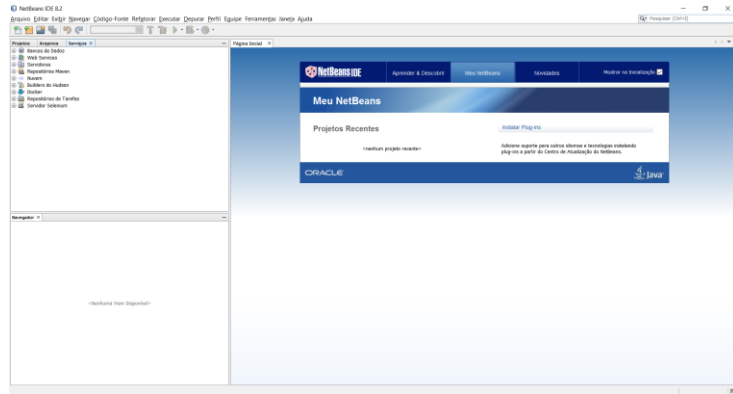 NetBeans IDE 8.2
Arquivo Editar Exibir Navegar Código-Fonte Refatorar Executar Depurar Perfil Equipe Ferramentas Janela Ajuda
Pesquisar (Ctrl+I)
Projetos Arquivos Serviços
Bancos de Dados
Web Services
Servidores
Repositórios Maven
Nuvem
Builders do Hudson
Docker
Repositórios de Tarefas
Servidor Selenium
Navegador
<Nenhuma View Disponível>
Página Inicial
NetBeans IDE
Aprender & Descobrir
Meu NetBeans
Novidades
Mostrar na Inicialização
Meu NetBeans
Projetos Recentes
<nenhum projeto recente>
Instalar Plug-ins
Adicione suporte para outros idiomas e tecnologias instalando
plug-ins a partir do Centro de Atualização do NetBeans.
ORACLE
Java